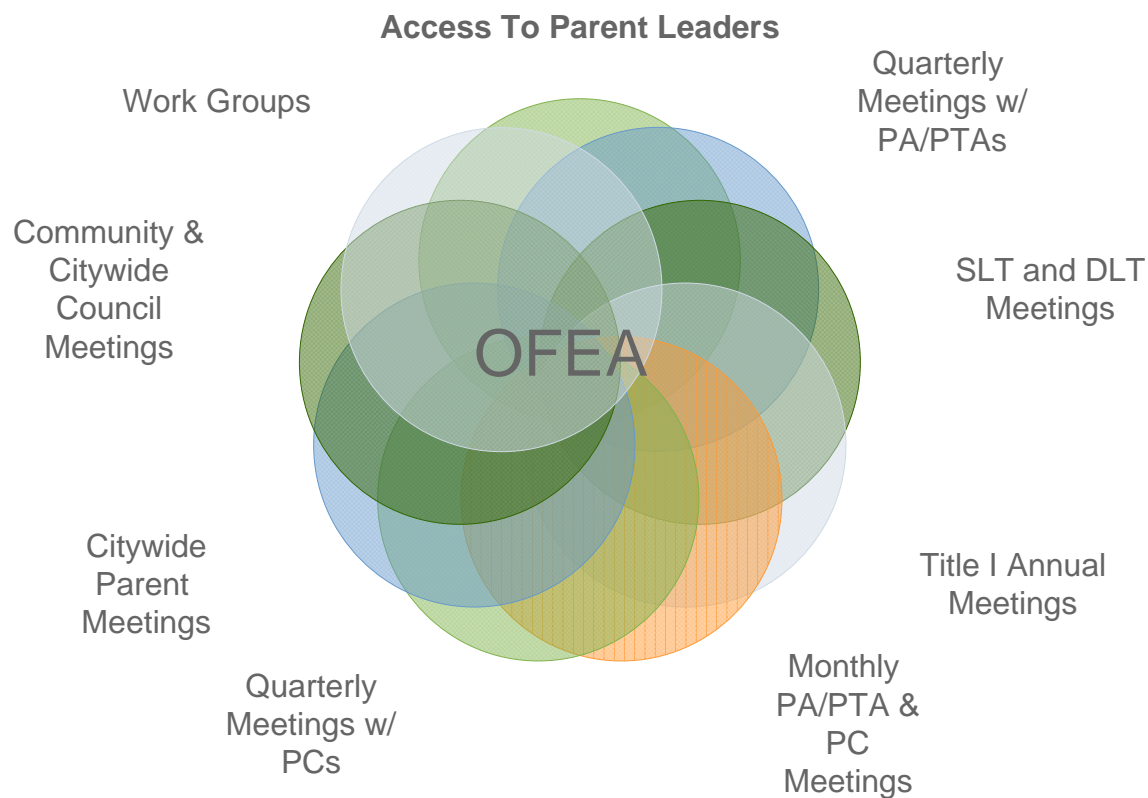 Access To Parent Leaders
Quarterly
Meetings w/
PA/PTAs
SLT and DLT
Meetings
Title I Annual
Meetings
Monthly
PA/PTA &
PC
Meetings
Quarterly
Meetings w/
PCs
Citywide
Parent
Meetings
Community &
Citywide
Council
Meetings
Work Groups
OFEA